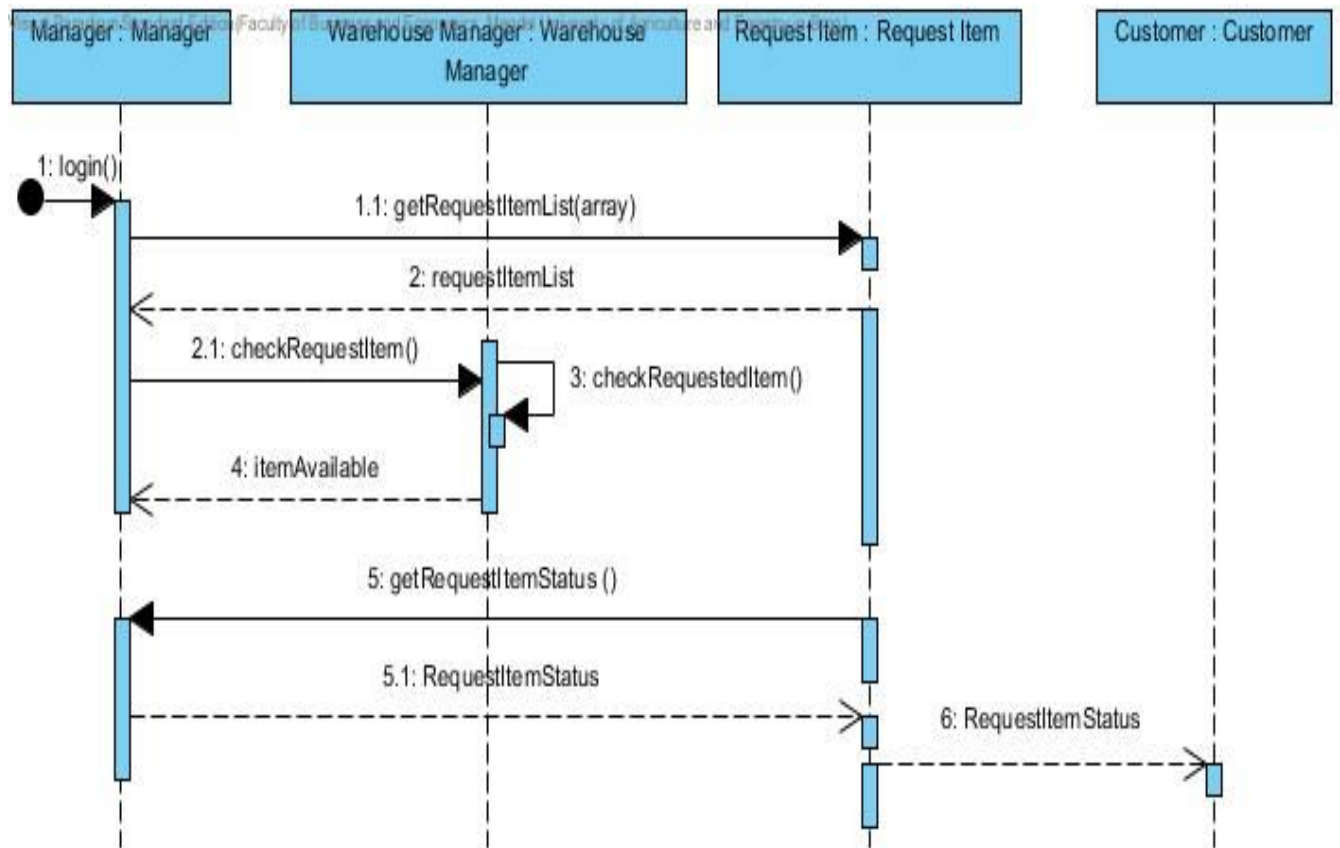 Manager : Manager
Warehouse Manager : Warehouse
Manager
Request Item : Request Item
Customer : Customer
1: login()
1.1: getRequestItemList(array)
2: requestItemList
2.1: checkRequestItem()
3: checkRequestedItem()
4: itemAvailable
5: getRequestItemStatus ()
5.1: RequestItemStatus
6: RequestItemStatus